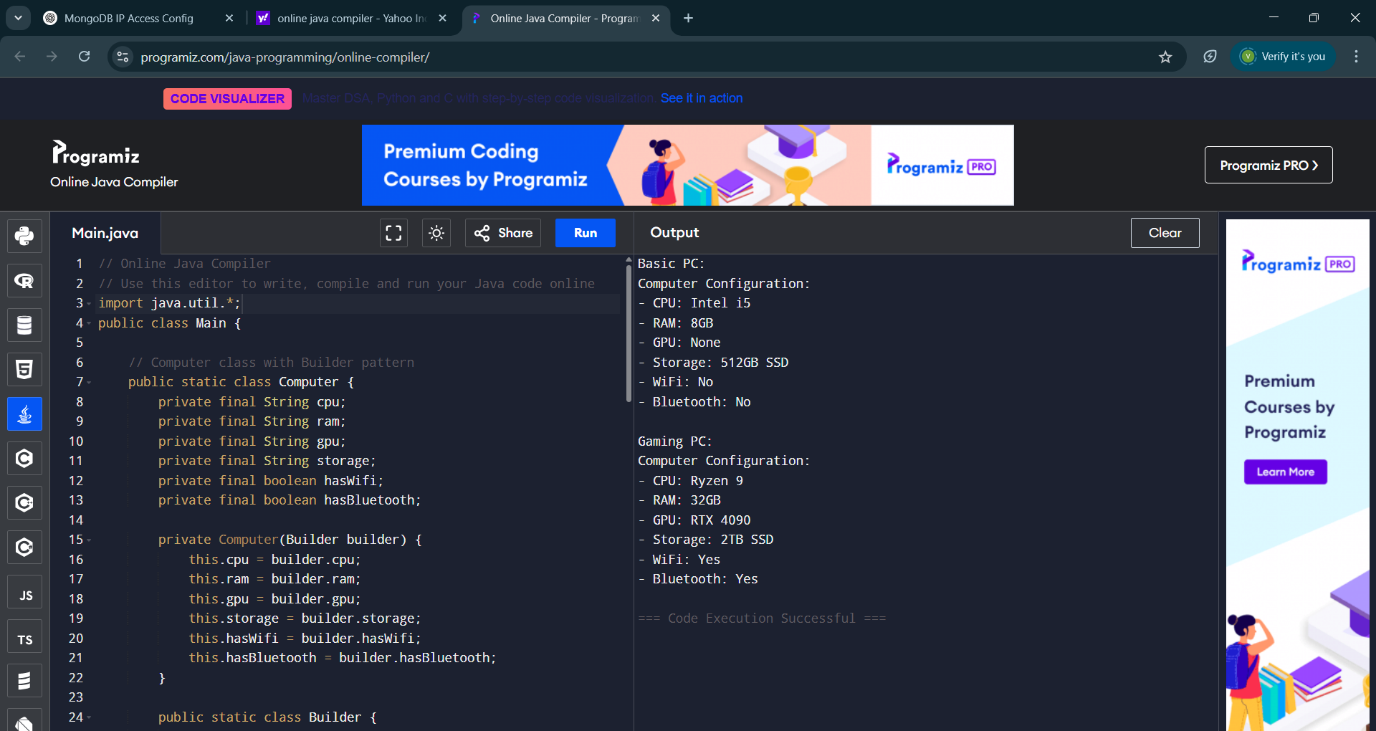 MongoDB IP Access Config
online java compiler - Yahoo In
Online Java Compiler - Program
programiz.com/java-programming/online-compiler/
Verify it's you
CODE VISUALIZER Master DSA, Python and C with step-by-step code visualization. See it in action
Programiz
Online Java Compiler
Premium Coding
Courses by Programiz
Programiz PRO
Programiz PRO
Main.java
Share
Run
Output
Clear
1 // Online Java Compiler
2 // Use this editor to write, compile and run your Java code online
3 import java.util.*;
4 public class Main {
5
6 // Computer class with Builder pattern
7 public static class Computer {
8 private final String cpu;
9 private final String ram;
10 private final String gpu;
11 private final String storage;
12 private final boolean hasWifi;
13 private final boolean hasBluetooth;
14
15 private Computer(Builder builder) {
16 this.cpu = builder.cpu;
17 this.ram = builder.ram;
18 this.gpu = builder.gpu;
19 this.storage = builder.storage;
20 this.hasWifi = builder.hasWifi;
21 this.hasBluetooth = builder.hasBluetooth;
22 }
23
24 public static class Builder {
Basic PC:
Computer Configuration:
- CPU: Intel i5
- RAM: 8GB
- GPU: None
- Storage: 512GB SSD
- WiFi: No
- Bluetooth: No
Gaming PC:
Computer Configuration:
- CPU: Ryzen 9
- RAM: 32GB
- GPU: RTX 4090
- Storage: 2TB SSD
- WiFi: Yes
- Bluetooth: Yes
=== Code Execution Successful ===
JS
TS
Programiz PRO
Premium
Courses by
Programiz
Learn More